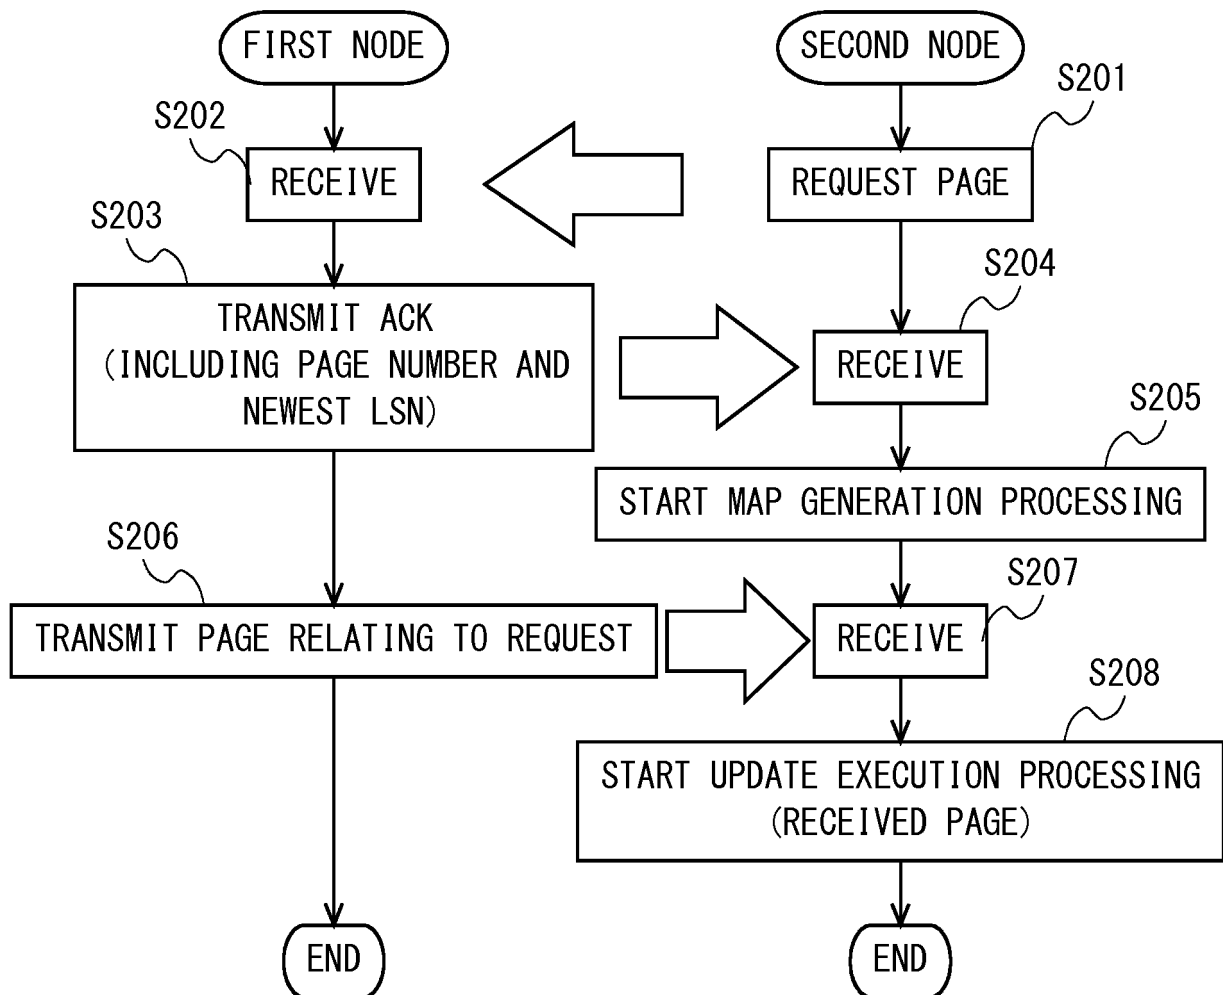 FIRST NODE
SECOND NODE
S201
S202
RECEIVE
REQUEST PAGE
S203
S204
TRANSMIT ACK
(INCLUDING PAGE NUMBER AND
NEWEST LSN)
RECEIVE
S205
START MAP GENERATION PROCESSING
S206
S207
TRANSMIT PAGE RELATING TO REQUEST
RECEIVE
S208
START UPDATE EXECUTION PROCESSING
(RECEIVED PAGE)
END
END